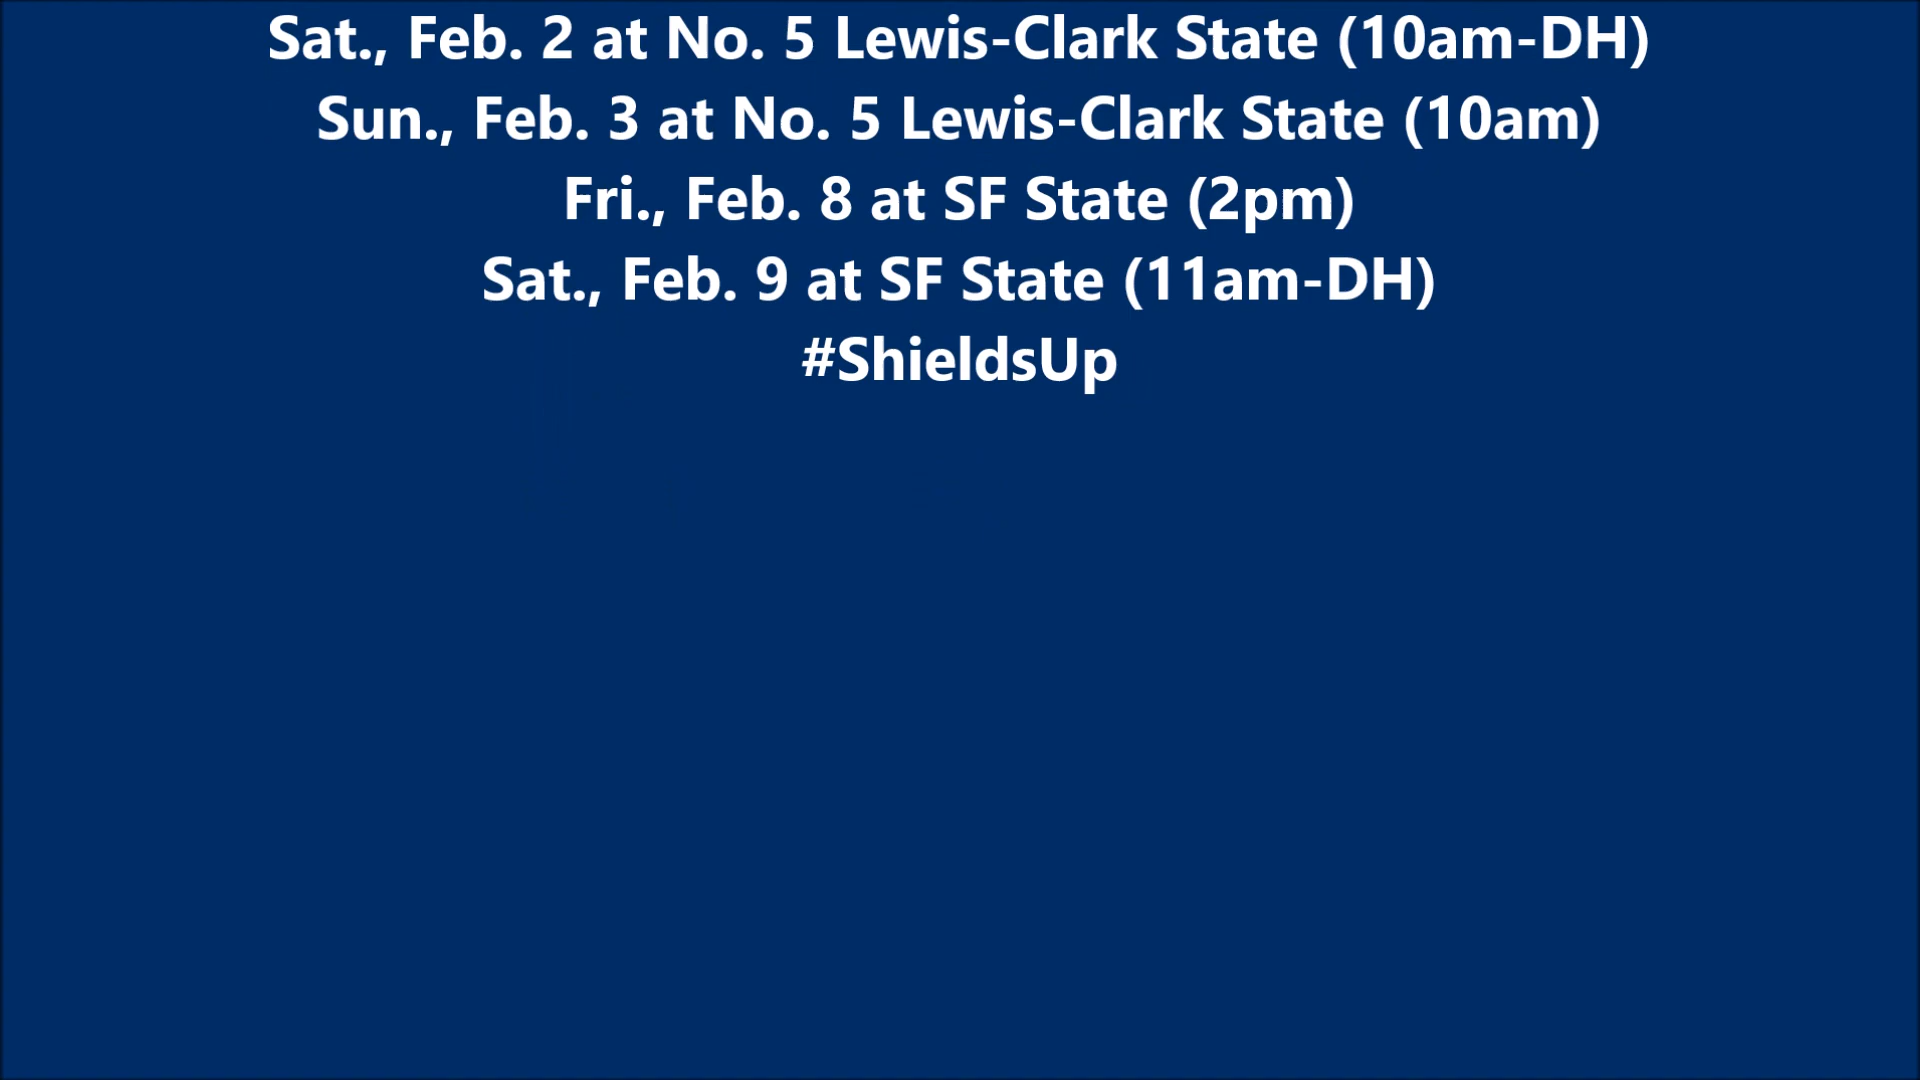 Sat., Feb. 2 at No. 5 Lewis-Clark State (10am-DH)
Sun., Feb. 3 at No. 5 Lewis-Clark State (10am)
Fri., Feb. 8 at SF State (2pm)
Sat., Feb. 9 at SF State (11am-DH)
#ShieldsUp